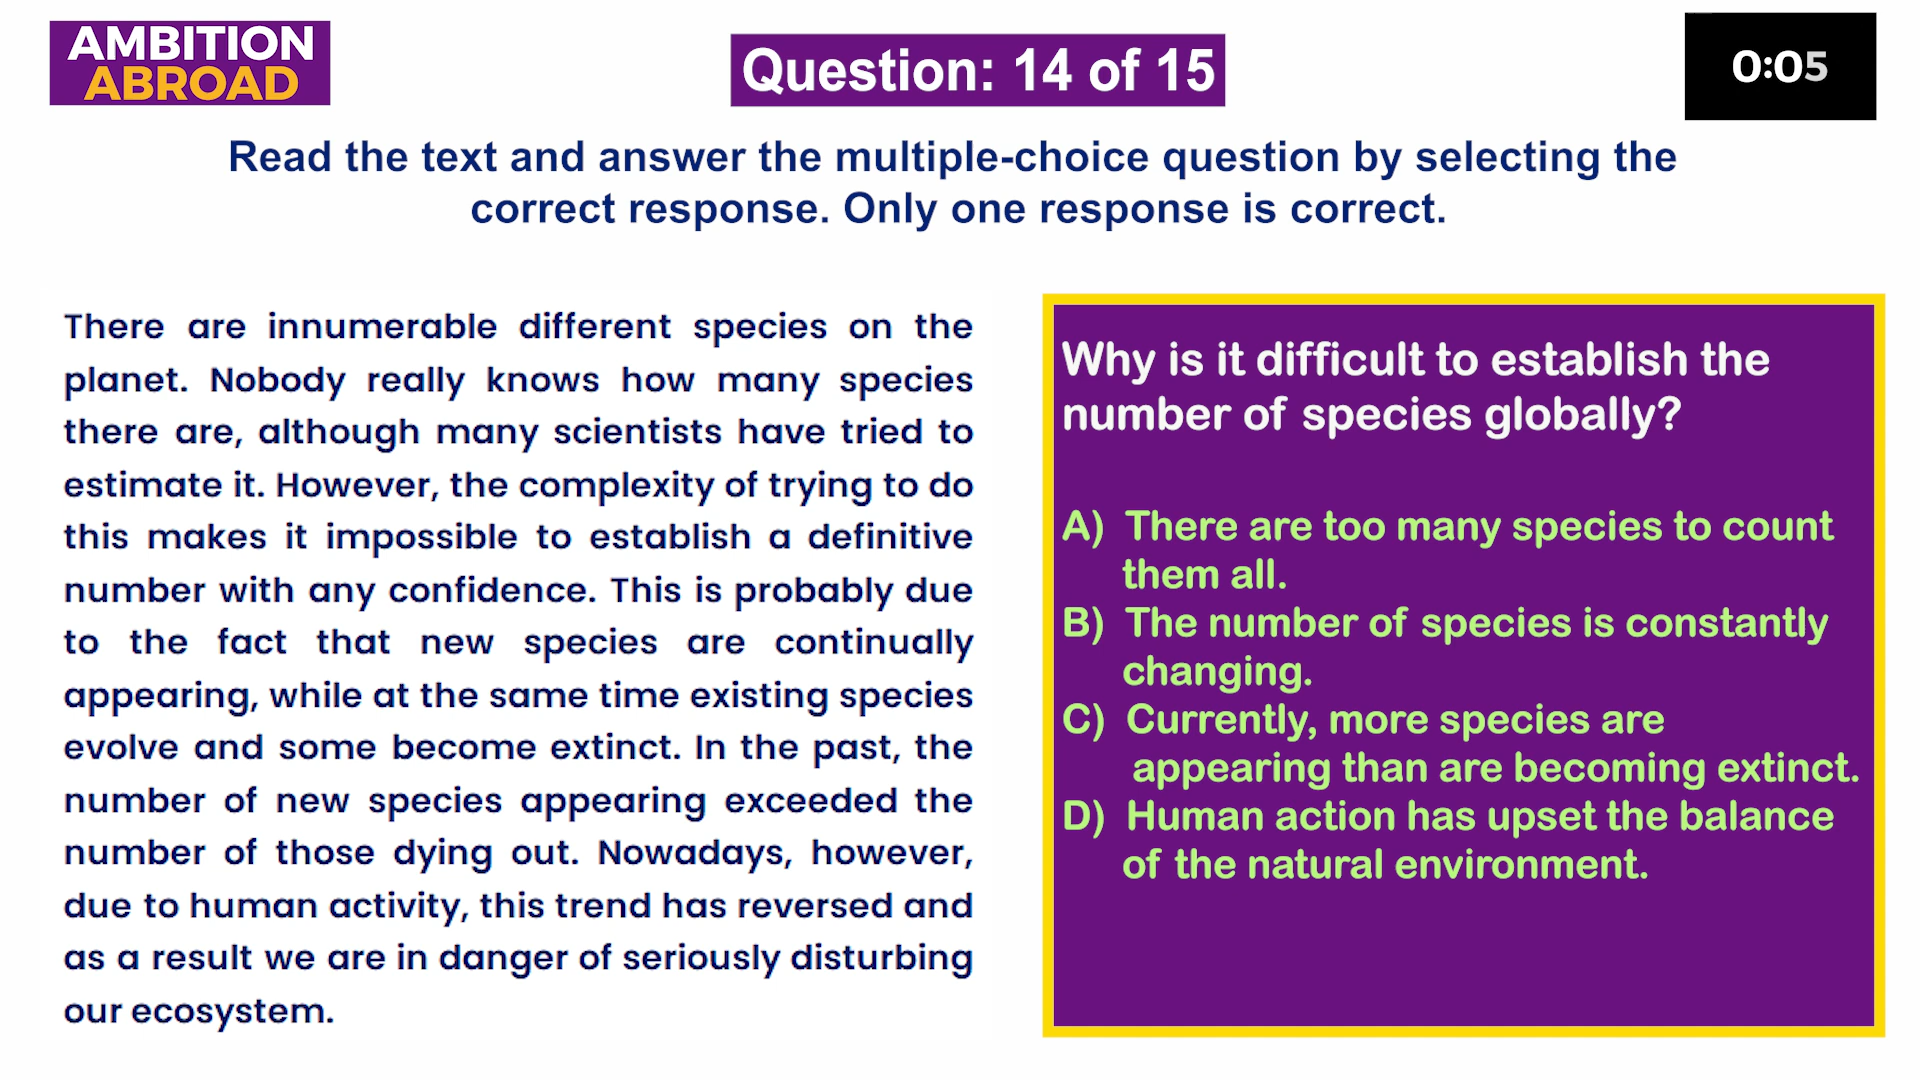 AMBITION
ABROAD
Question: 14 of 15
0:05
Read the text and answer the multiple-choice question by selecting the
correct response. Only one response is correct.
There are innumerable different species on the
planet. Nobody really knows how many species
there are, although many scientists have tried to
estimate it. However, the complexity of trying to do
this makes it impossible to establish a definitive
number with any confidence. This is probably due
to the fact that new species are continually
appearing, while at the same time existing species
evolve and some become extinct. In the past, the
number of new species appearing exceeded the
number of those dying out. Nowadays, however,
due to human activity, this trend has reversed and
as a result we are in danger of seriously disturbing
our ecosystem.
Why is it difficult to establish the
number of species globally?
A) There are too many species to count
them all.
B) The number of species is constantly
changing.
C) Currently, more species are
appearing than are becoming extinct.
D) Human action has upset the balance
of the natural environment.